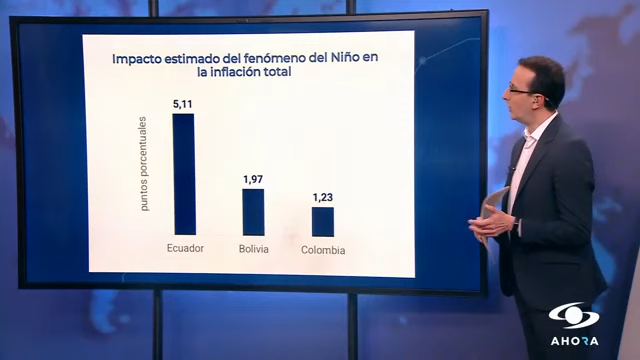 Impacto estimado del fenómeno del Niño en
la inflación total
puntos porcentuales
5,11
1,97
1,23
Ecuador
Bolivia
Colombia
AHORA